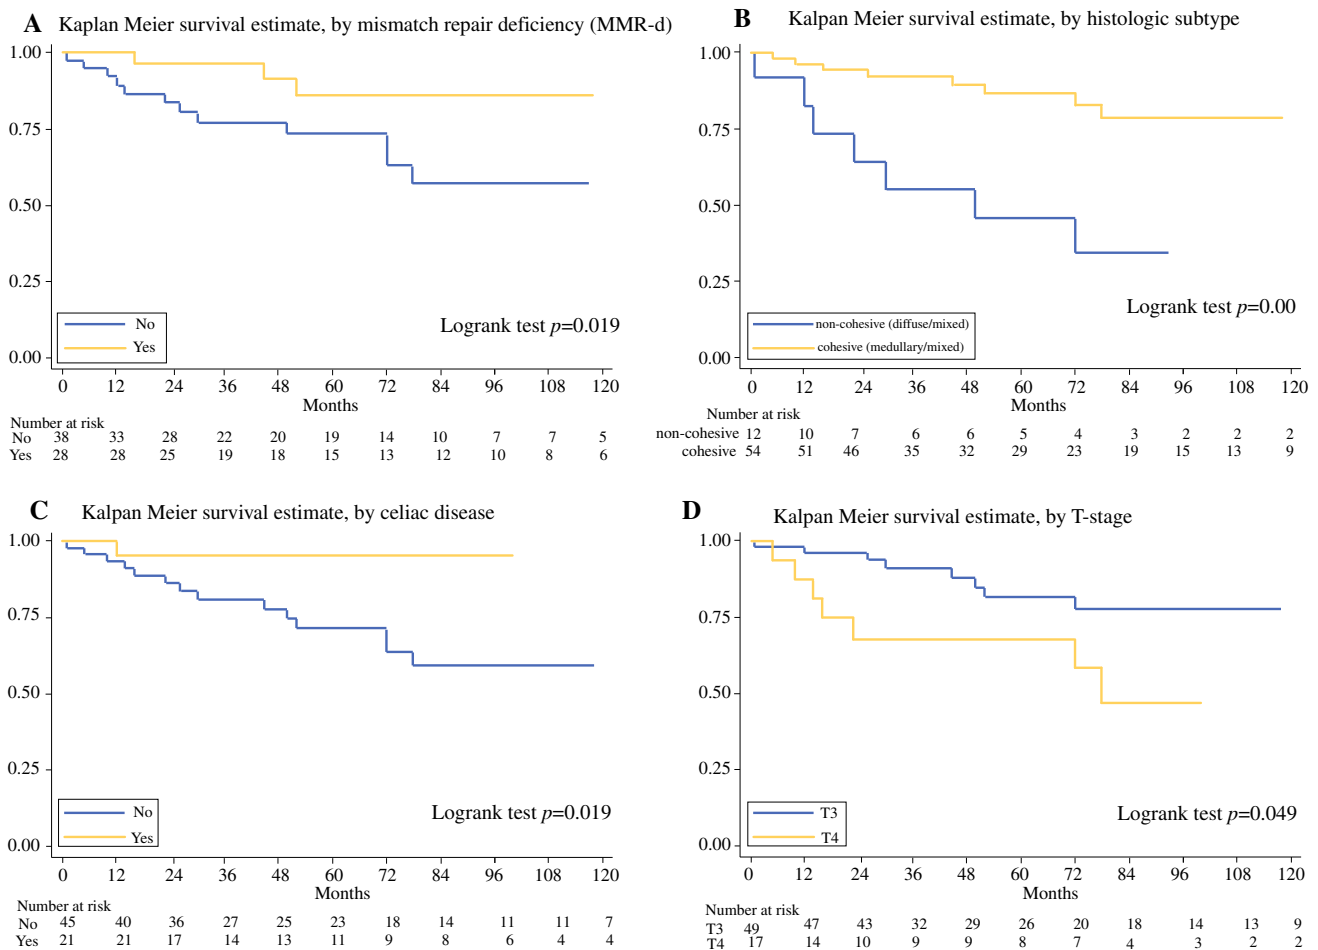 A Kaplan Meier survival estimate, by mismatch repair deficiency (MMR-d)
1.00
0.75
0.50
0.25
0.00
No
Yes
Logrank test p=0.019
0 12 24 36 48 60 72 84 96 108 120
Months
Number at risk
No 38 33 28 22 20 19 14 10 7 7 5
Yes 28 28 25 19 18 15 13 12 10 8 6
B Kalpan Meier survival estimate, by histologic subtype
1.00
0.75
0.50
0.25
0.00
Logrank test p=0.00
non-cohesive (diffuse/mixed)
cohesive (medullary/mixed)
0 12 24 36 48 60 72 84 96 108 120
Months
Number at risk
non-cohesive 12 10 7 6 6 5 4 3 2 2 2
cohesive 54 51 46 35 32 29 23 19 15 13 9
C Kalpan Meier survival estimate, by celiac disease
1.00
0.75
0.50
0.25
0.00
No
Yes
Logrank test p=0.019
0 12 24 36 48 60 72 84 96 108 120
Months
Number at risk
No 45 40 36 27 25 23 18 14 11 11 7
Yes 21 21 17 14 13 11 9 8 6 4 4
D Kalpan Meier survival estimate, by T-stage
1.00
0.75
0.50
0.25
0.00
T3
T4
Logrank test p=0.049
0 12 24 36 48 60 72 84 96 108 120
Months
Number at risk
T3 49 47 43 32 29 26 20 18 14 13 9
T4 17 14 10 9 9 8 7 4 3 2 2